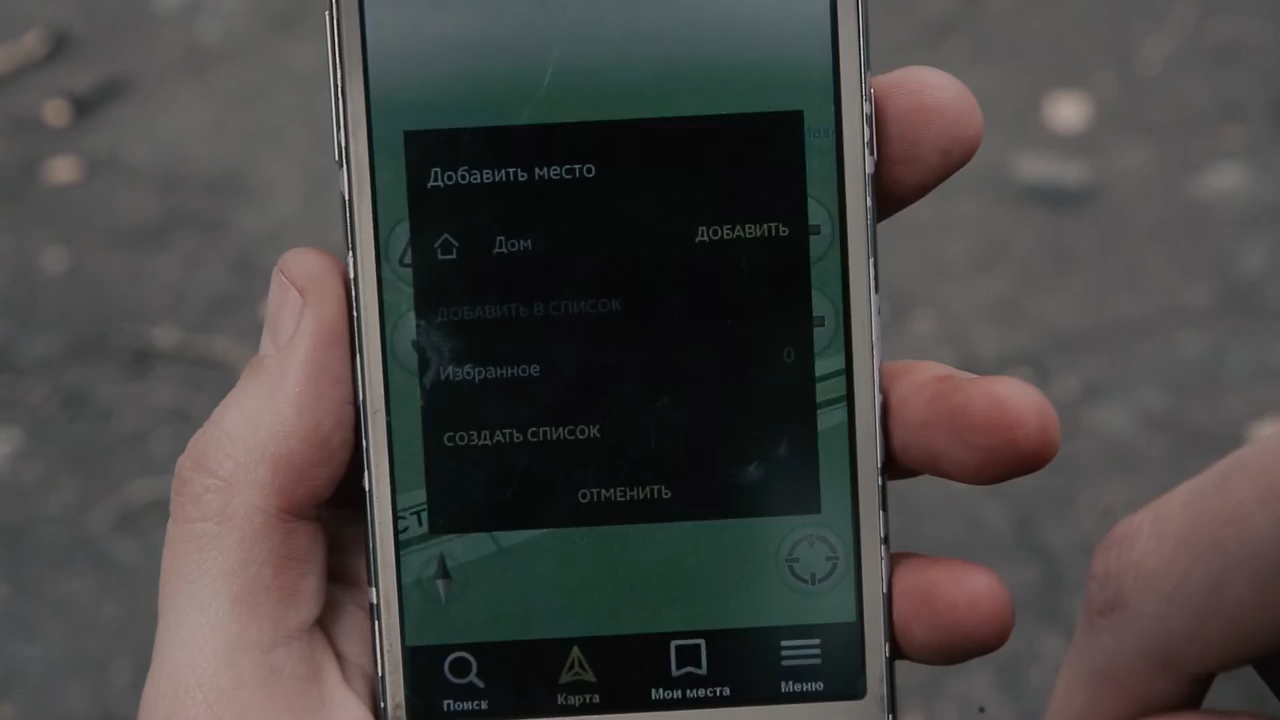 Добавить место
Дом
ДОБАВИТЬ
ДОБАВИТЬ В СПИСОК
Избранное
0
СОЗДАТЬ СПИСОК
ОТМЕНИТЬ
Поиск
Карта
Мои места
Меню